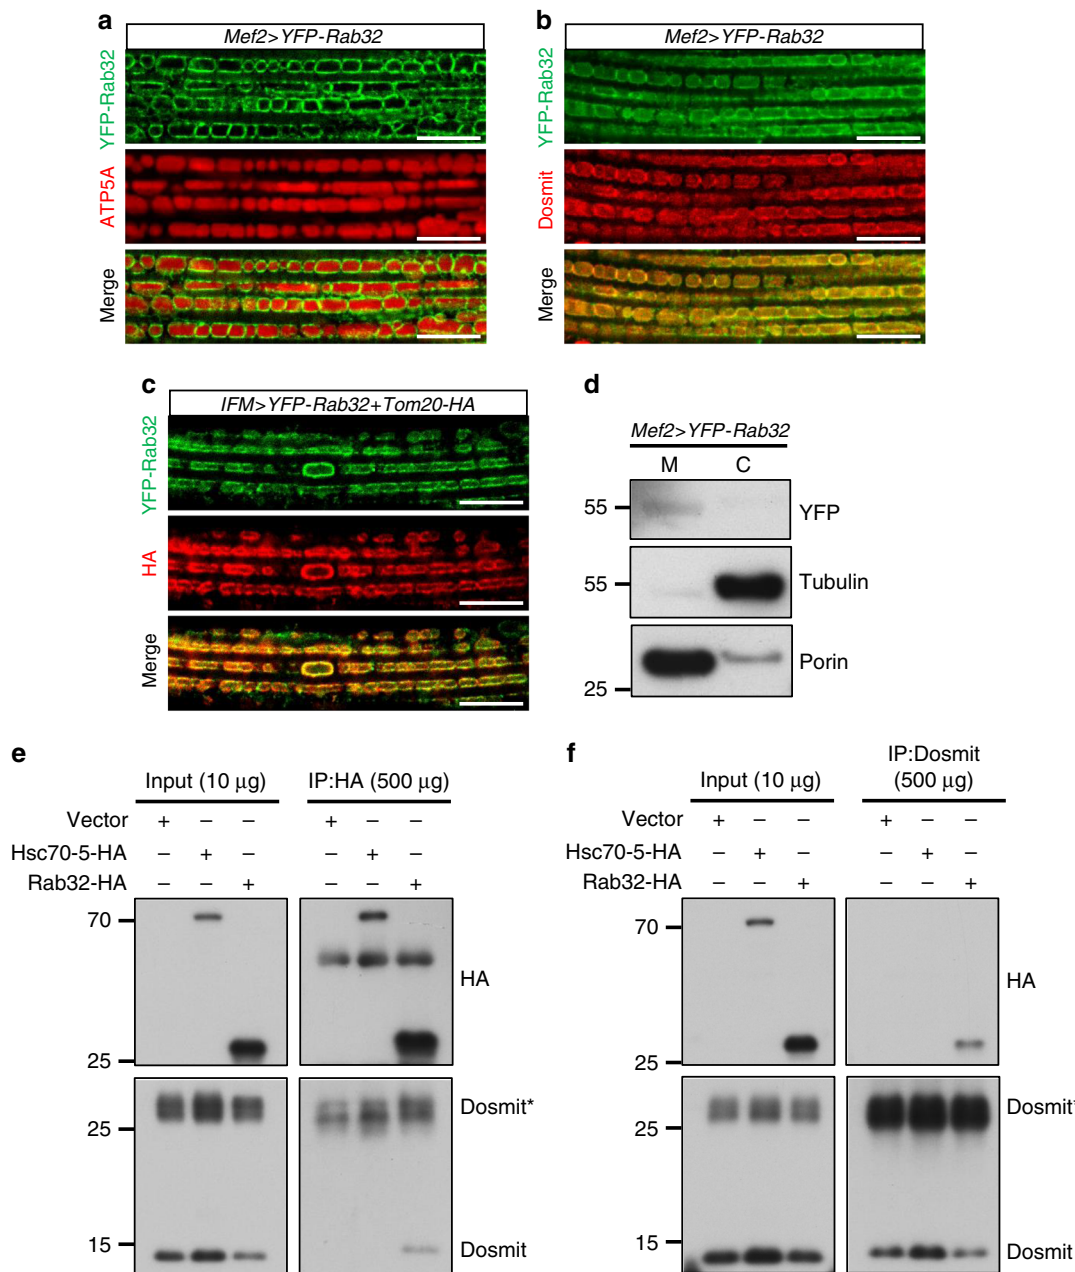 a
Mef2>YFP-Rab32
YFP-Rab32
ATP5A
Merge
b
Mef2>YFP-Rab32
YFP-Rab32
Dosmit
Merge
c
IFM>YFP-Rab32+Tom20-HA
YFP-Rab32
HA
Merge
d
Mef2>YFP-Rab32
M C
55 YFP
55 Tubulin
Porin
25
e
Input (10 μg) IP:HA (500 μg)
Vector + – – + – –
Hsc70-5-HA – + – – + –
Rab32-HA – – + – – +
70
HA
25
Dosmit*
25
15 Dosmit
f
Input (10 μg) IP:Dosmit (500 μg)
Vector + – – + – –
Hsc70-5-HA – + – – + –
Rab32-HA – – + – – +
70
HA
25
Dosmit*
25
15
Dosmit